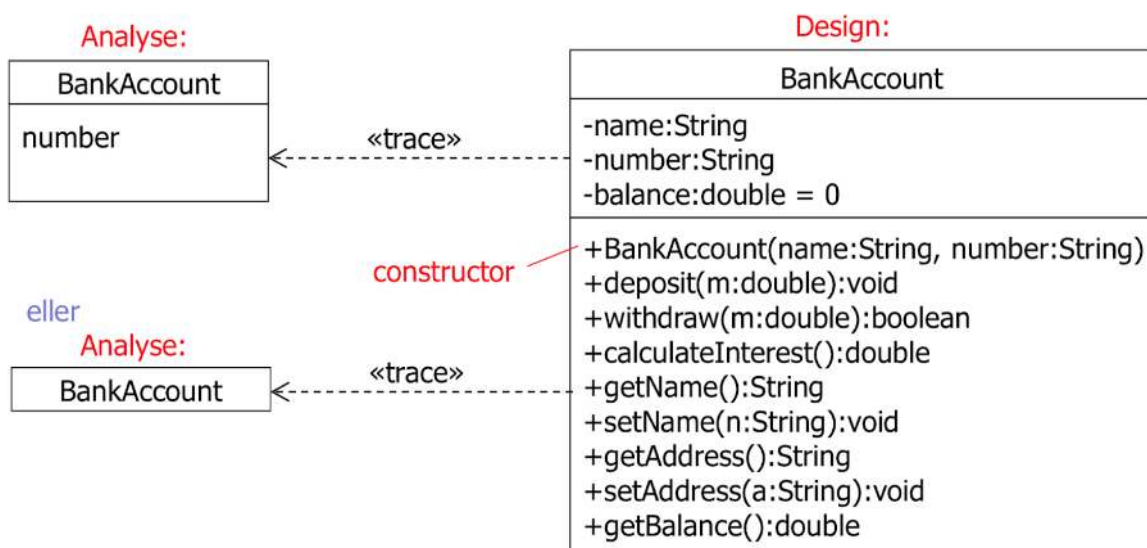 Analyse:
BankAccount
number
«trace»
Design:
BankAccount
-name:String
-number:String
-balance:double = 0
constructor
+BankAccount(name:String, number:String)
+deposit(m:double):void
+withdraw(m:double):boolean
+calculateInterest():double
+getName():String
+setName(n:String):void
+getAddress():String
+setAddress(a:String):void
+getBalance():double
eller
Analyse:
BankAccount
«trace»